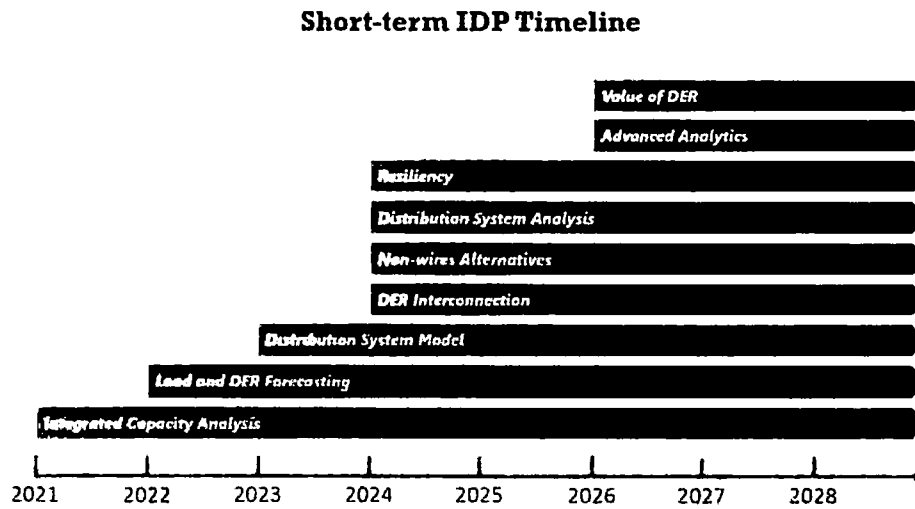 Short-term IDP Timeline
Value of DER
Advanced Analytics
Resiliency
Distribution System Analysis
Non-wires Alternatives
DER Interconnection
Distribution System Model
Load and DER Forecasting
Integrated Capacity Analysis
2021 2022 2023 2024 2025 2026 2027 2028